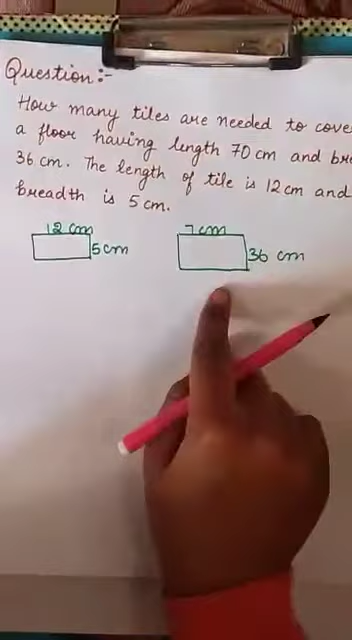 Question:-
How many tiles are needed to cove
a floor having length 70 cm and bre
36 cm. The length of tile is 12 cm and
breadth is 5 cm.
12 cm 7 cm
5 cm 36 cm